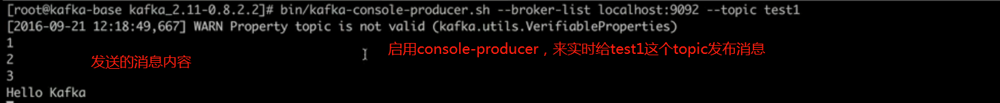 [root@kafka-base kafka_2.11-0.8.2.2]# bin/kafka-console-producer.sh --broker-list localhost:9092 --topic test1
[2016-09-21 12:18:49,667] WARN Property topic is not valid (kafka.utils.VerifiableProperties)
1
启用console-producer，来实时给test1这个topic发布消息
2
发送的消息内容
3
Hello Kafka